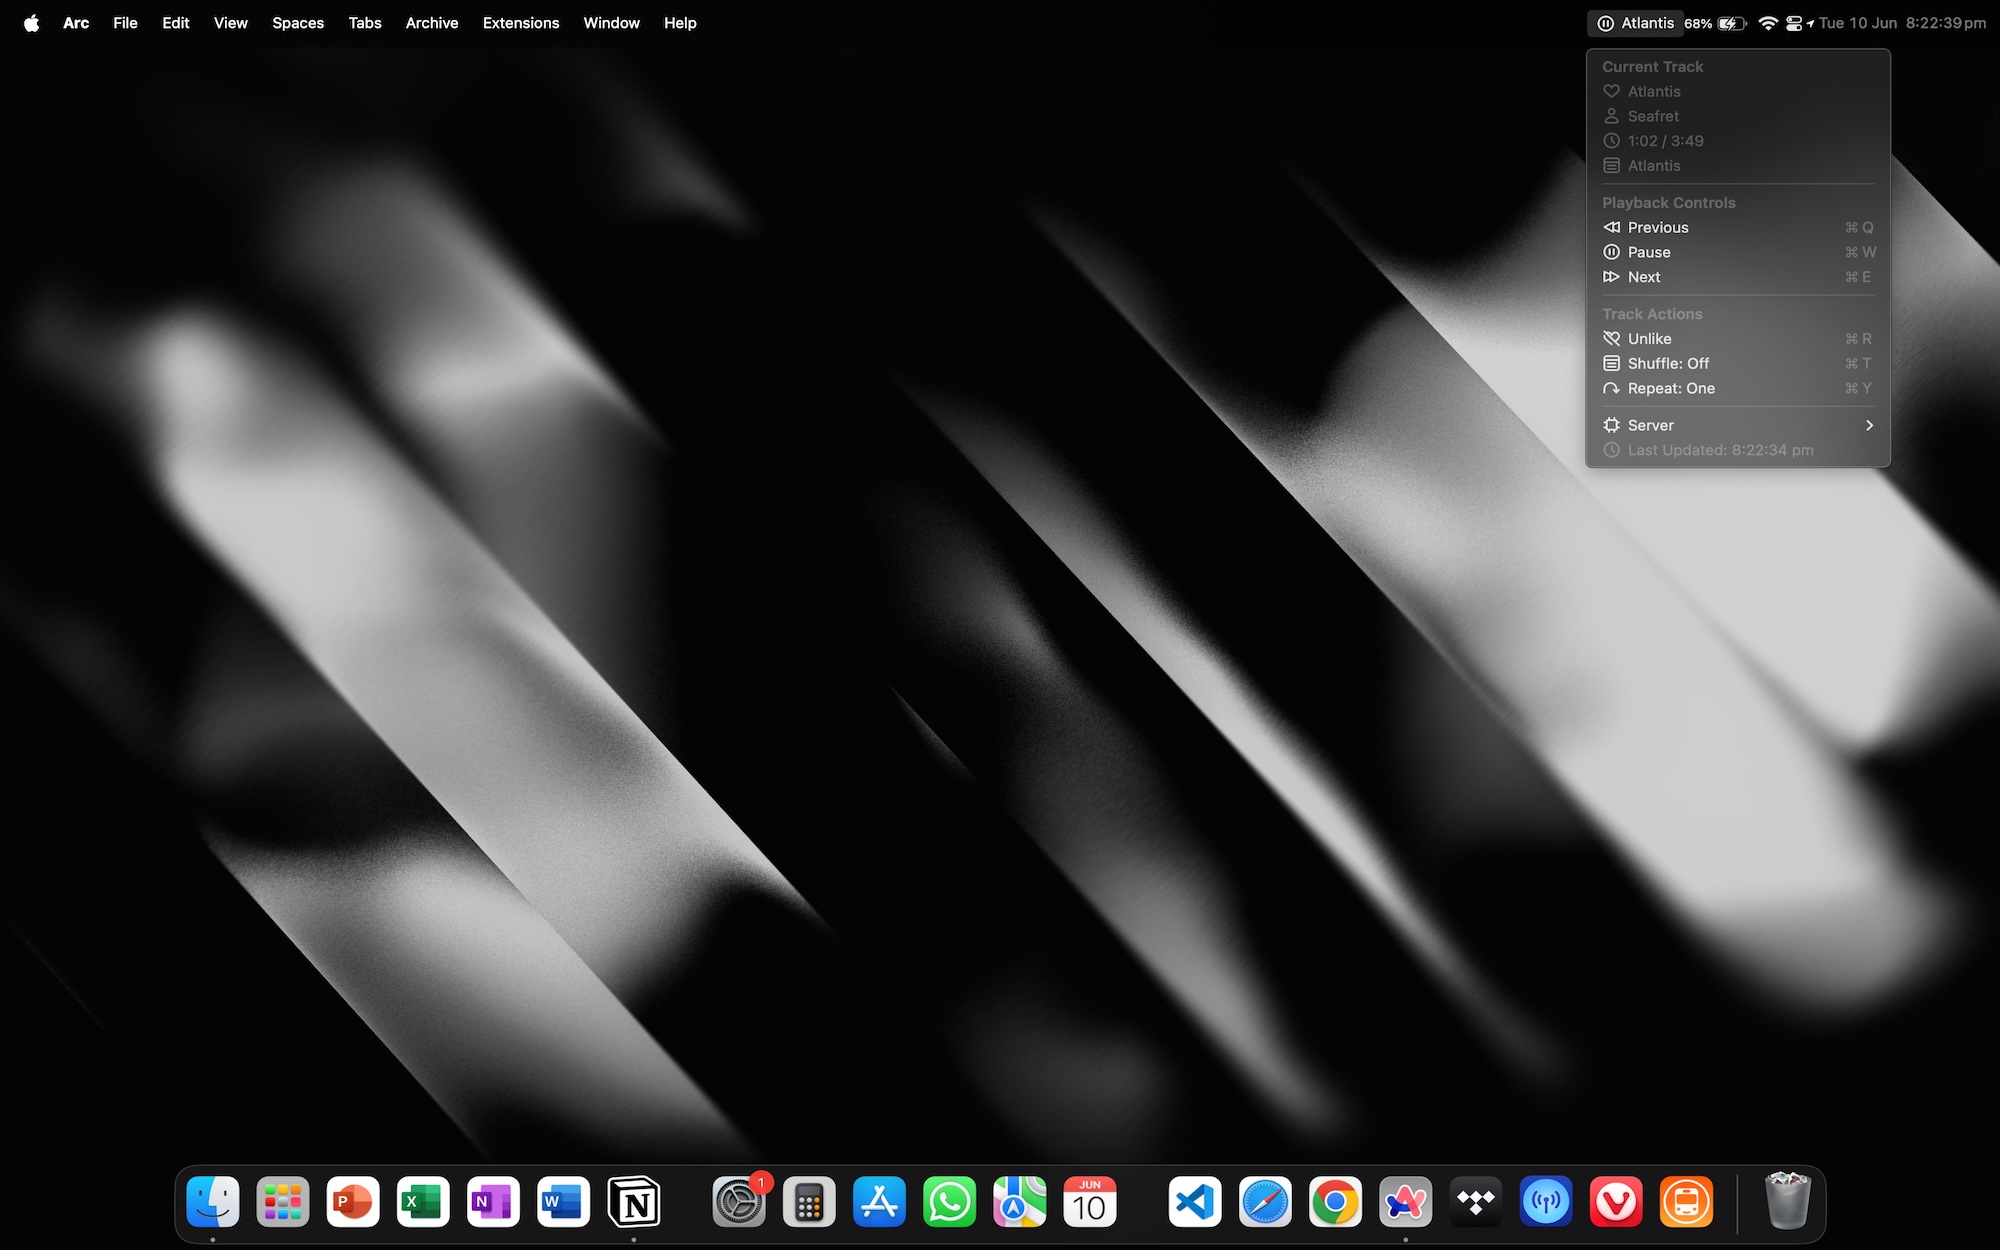 Arc File Edit View Spaces Tabs Archive Extensions Window Help Atlantis 68% Tue 10 Jun 8:22:39 pm
Current Track
Atlantis
Seafret
1:02 / 3:49
Atlantis
Playback Controls
Previous ⌘ Q
Pause ⌘ W
Next ⌘ E
Track Actions
Unlike ⌘ R
Shuffle: Off ⌘ T
Repeat: One ⌘ Y
Server
Last Updated: 8:22:34 pm
P X N W N 1 JUN
10